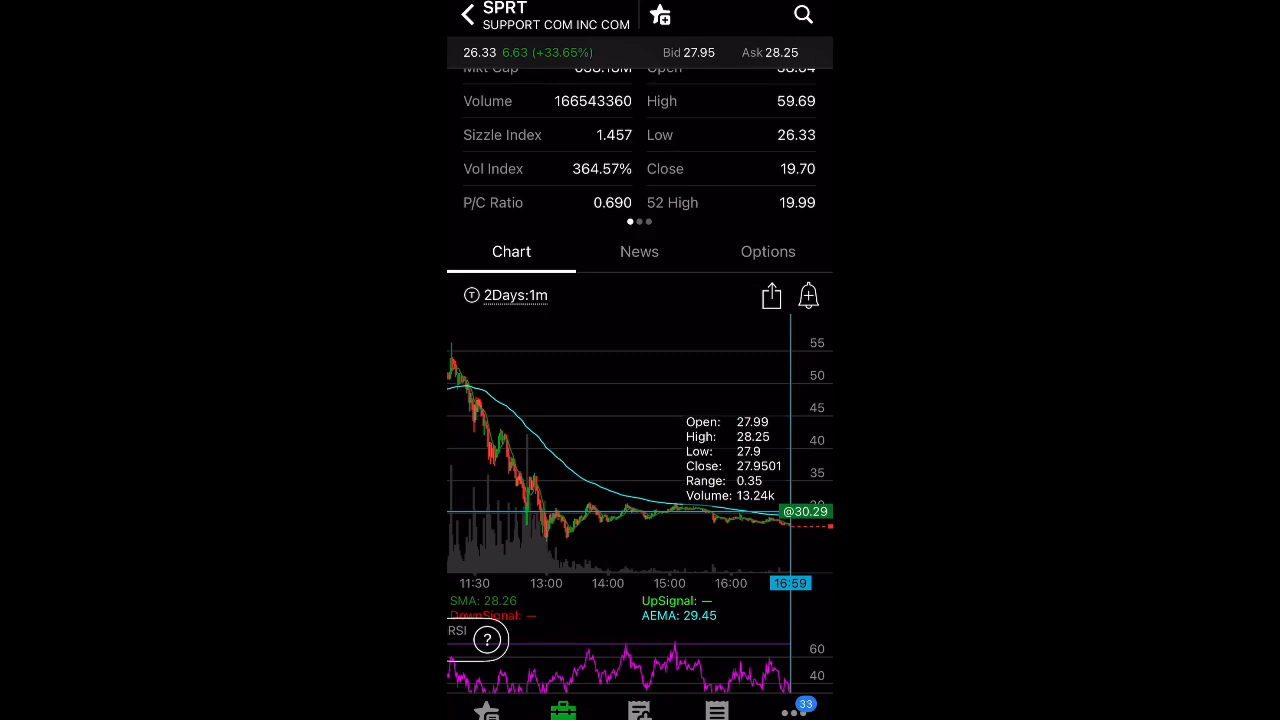 SPRT
SUPPORT COM INC COM
26.33 6.63 (+33.65%) Bid 27.95 Ask 28.25
Mkt Cap Open
Volume 166543360 High 59.69
Sizzle Index 1.457 Low 26.33
Vol Index 364.57% Close 19.70
P/C Ratio 0.690 52 High 19.99
Chart News Options
T 2Days:1m
55
50
45
40
35
30
Open: 27.99
High: 28.25
Low: 27.9
Close: 27.9501
Range: 0.35
Volume: 13.24k
@30.29
11:30 13:00 14:00 15:00 16:00 16:59
SMA: 28.26 UpSignal: —
DownSignal: — AEMA: 29.45
RSI
?
60
40
33